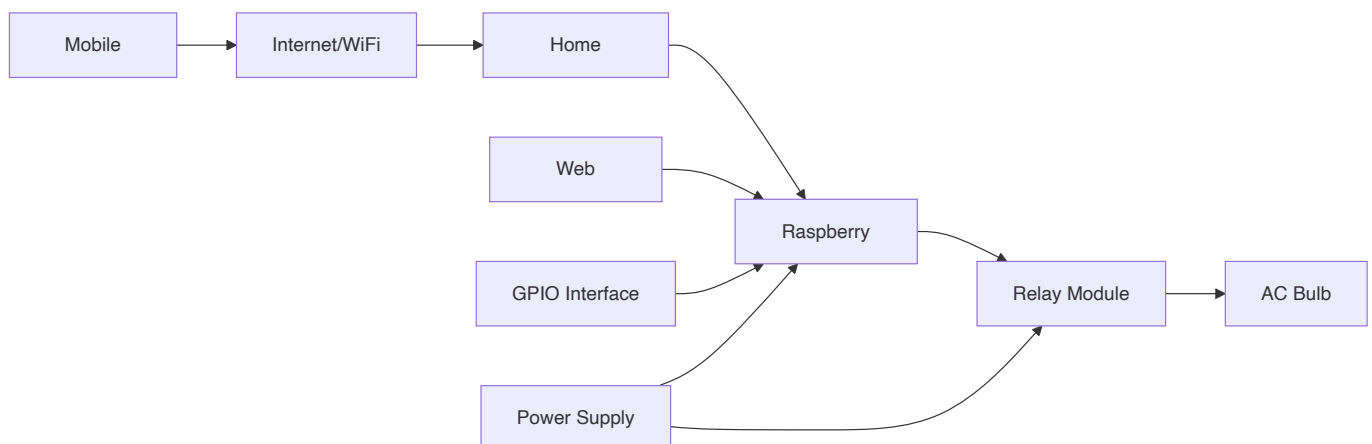 Mobile
Internet/WiFi
Home
Web
Raspberry
GPIO Interface
Relay Module
AC Bulb
Power Supply